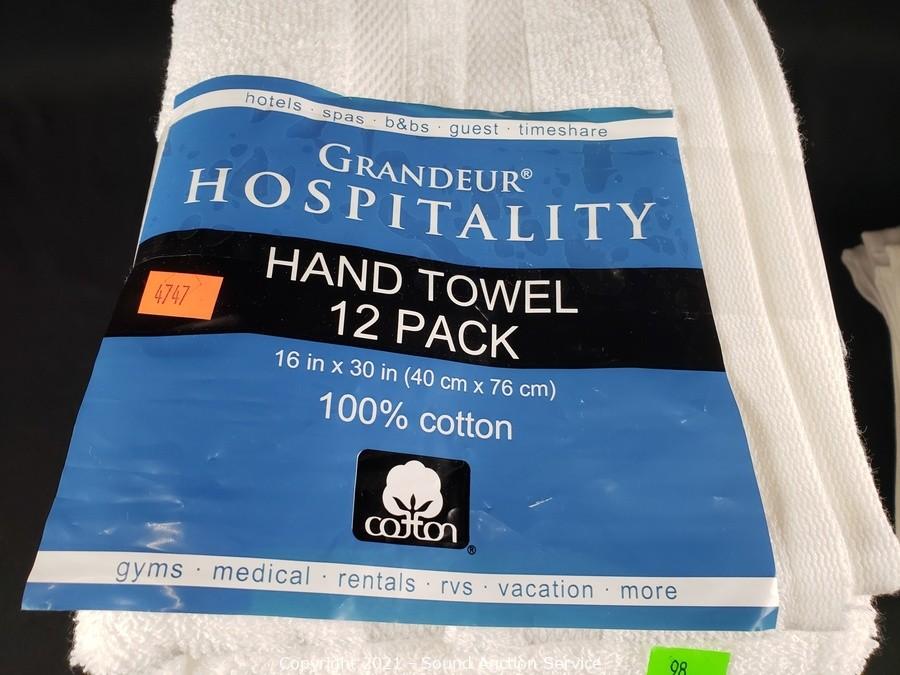 hotels · spas · b&bs · guest · timeshare
GRANDEUR®
HOSPITALITY
HAND TOWEL
12 PACK
4747
16 in x 30 in (40 cm x 76 cm)
100% cotton
cotton®
gyms · medical · rentals · rvs · vacation · more
98
Copyright 2021 - Sound Auction Service